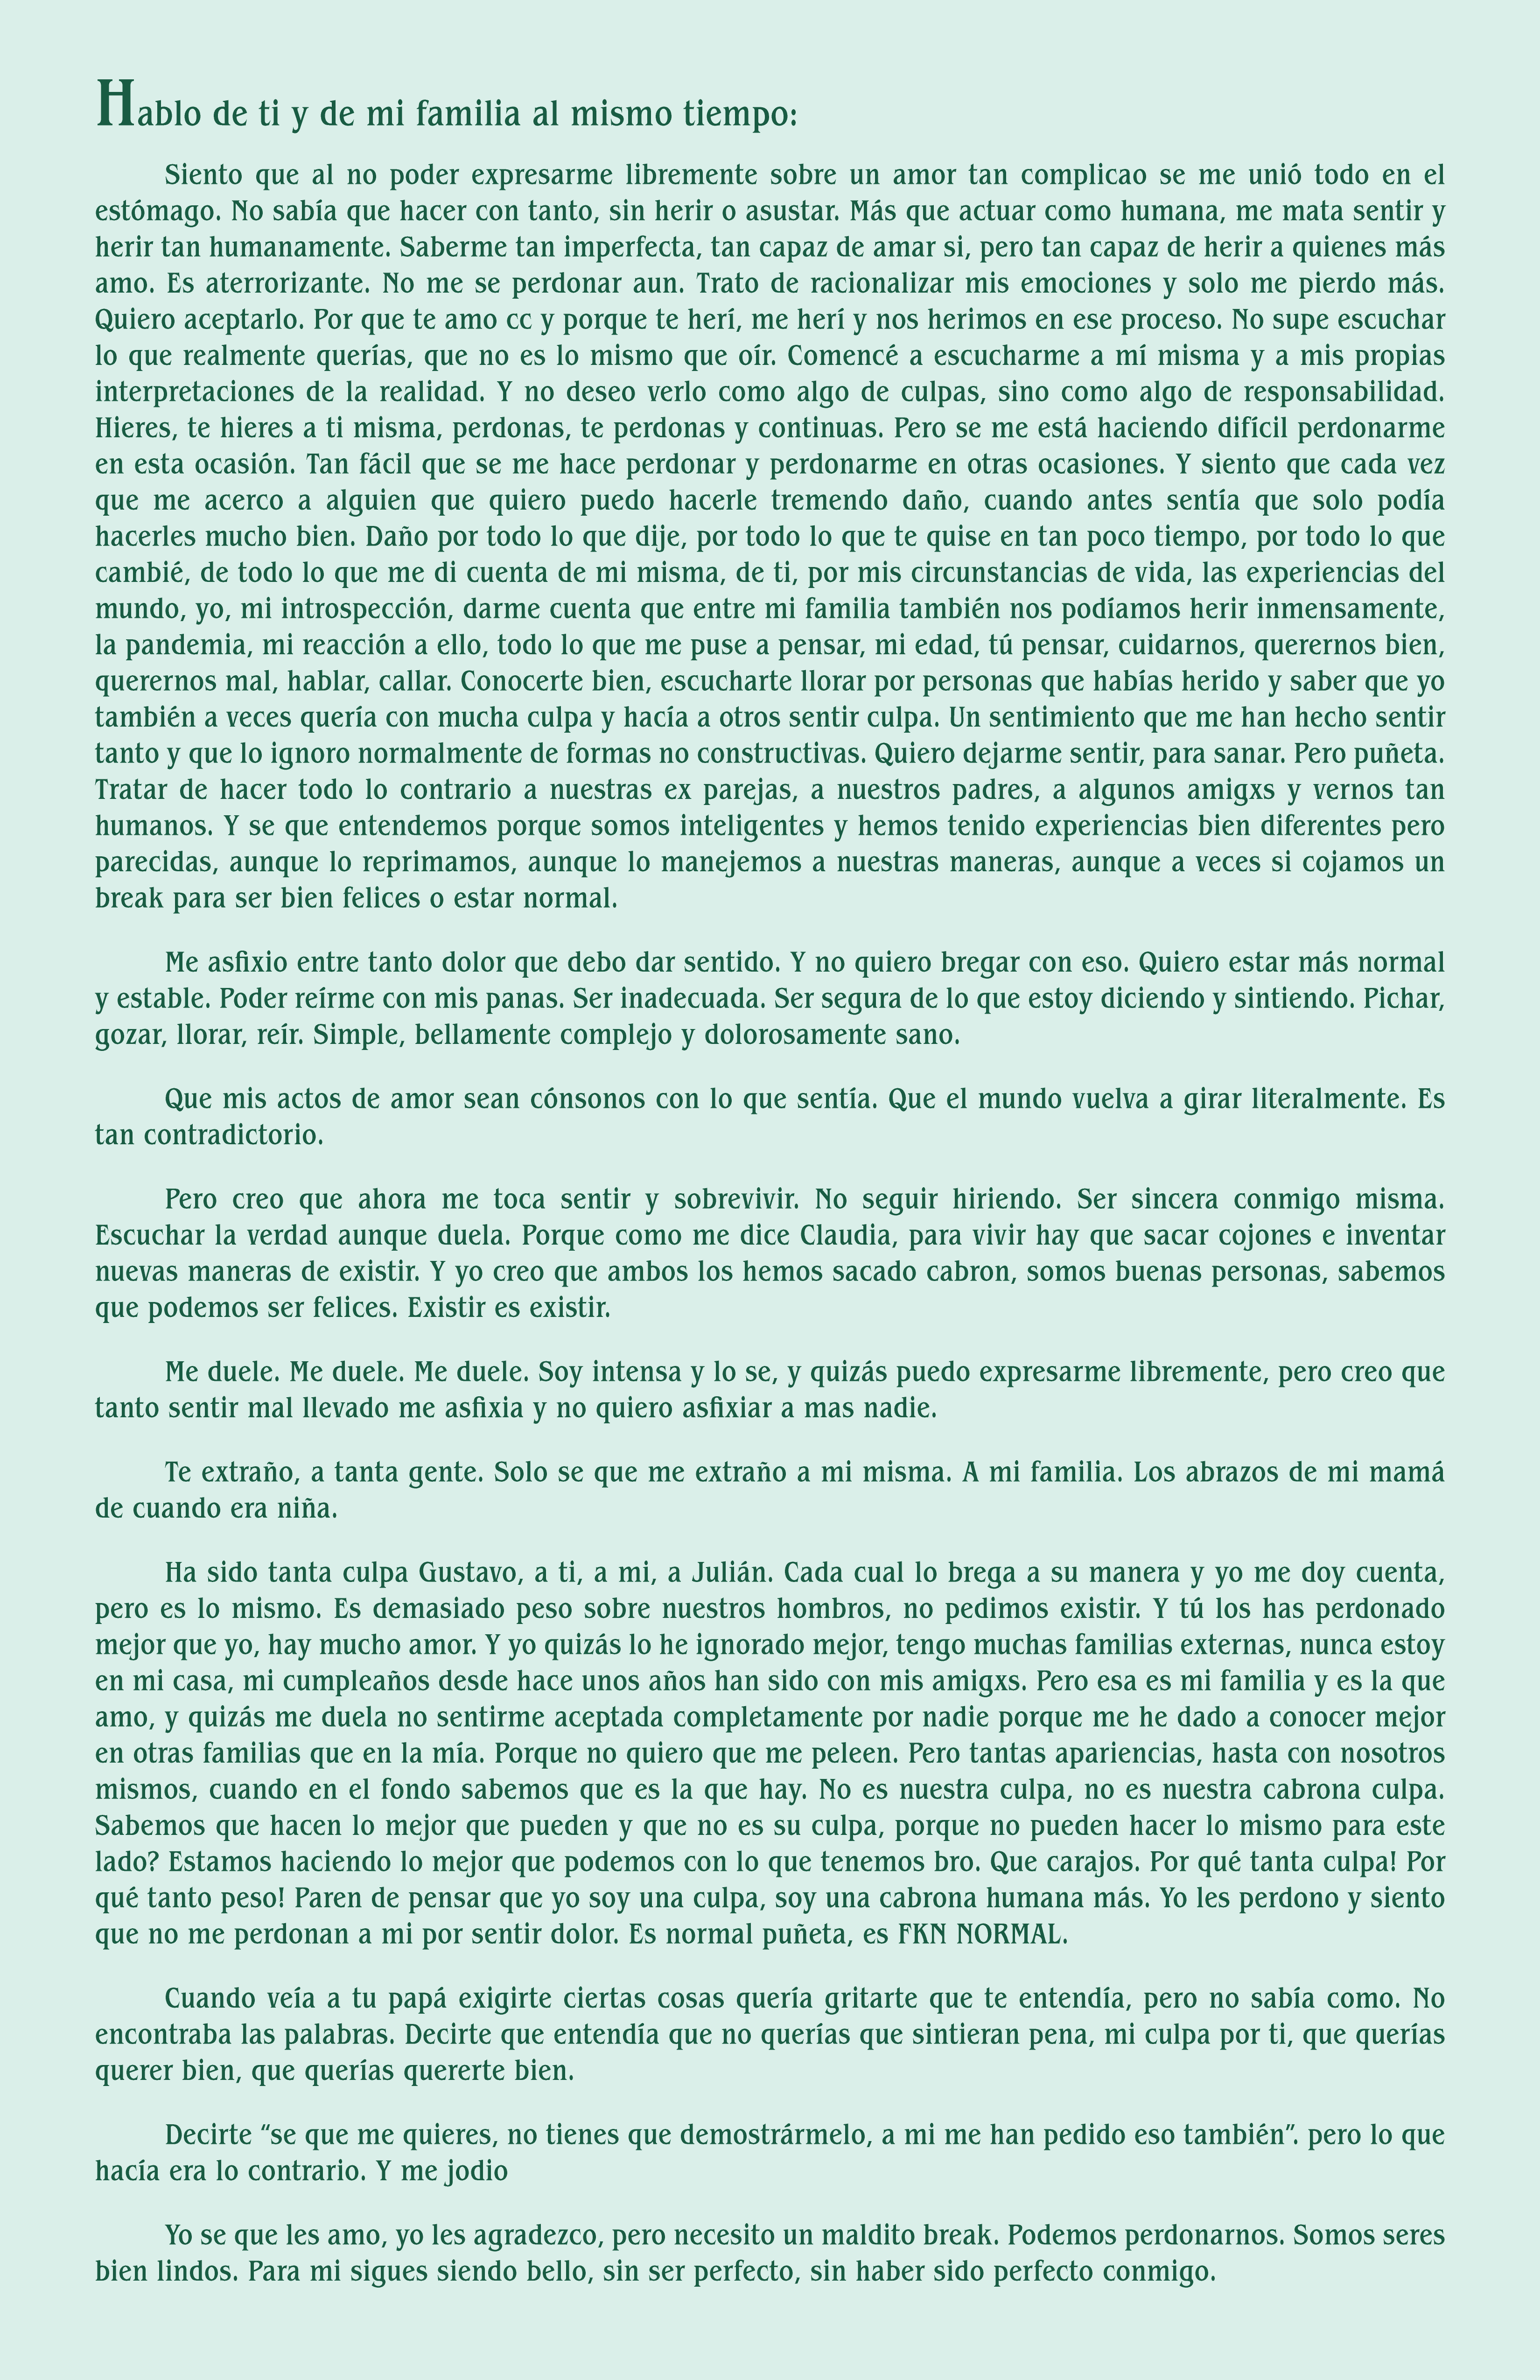 Hablo de ti y de mi familia al mismo tiempo:
Siento que al no poder expresarme libremente sobre un amor tan complicao se me unió todo en el
estómago. No sabía que hacer con tanto, sin herir o asustar. Más que actuar como humana, me mata sentir y
herir tan humanamente. Saberme tan imperfecta, tan capaz de amar si, pero tan capaz de herir a quienes más
amo. Es aterrorizante. No me se perdonar aun. Trato de racionalizar mis emociones y solo me pierdo más.
Quiero aceptarlo. Por que te amo cc y porque te herí, me herí y nos herimos en ese proceso. No supe escuchar
lo que realmente querías, que no es lo mismo que oír. Comencé a escucharme a mí misma y a mis propias
interpretaciones de la realidad. Y no deseo verlo como algo de culpas, sino como algo de responsabilidad.
Hieres, te hieres a ti misma, perdonas, te perdonas y continuas. Pero se me está haciendo difícil perdonarme
en esta ocasión. Tan fácil que se me hace perdonar y perdonarme en otras ocasiones. Y siento que cada vez
que me acerco a alguien que quiero puedo hacerle tremendo daño, cuando antes sentía que solo podía
hacerles mucho bien. Daño por todo lo que dije, por todo lo que te quise en tan poco tiempo, por todo lo que
cambié, de todo lo que me di cuenta de mi misma, de ti, por mis circunstancias de vida, las experiencias del
mundo, yo, mi introspección, darme cuenta que entre mi familia también nos podíamos herir inmensamente,
la pandemia, mi reacción a ello, todo lo que me puse a pensar, mi edad, tú pensar, cuidarnos, querernos bien,
querernos mal, hablar, callar. Conocerte bien, escucharte llorar por personas que habías herido y saber que yo
también a veces quería con mucha culpa y hacía a otros sentir culpa. Un sentimiento que me han hecho sentir
tanto y que lo ignoro normalmente de formas no constructivas. Quiero dejarme sentir, para sanar. Pero puñeta.
Tratar de hacer todo lo contrario a nuestras ex parejas, a nuestros padres, a algunos amigxs y vernos tan
humanos. Y se que entendemos porque somos inteligentes y hemos tenido experiencias bien diferentes pero
parecidas, aunque lo reprimamos, aunque lo manejemos a nuestras maneras, aunque a veces si cojamos un
break para ser bien felices o estar normal.
Me asfixio entre tanto dolor que debo dar sentido. Y no quiero bregar con eso. Quiero estar más normal
y estable. Poder reírme con mis panas. Ser inadecuada. Ser segura de lo que estoy diciendo y sintiendo. Pichar,
gozar, llorar, reír. Simple, bellamente complejo y dolorosamente sano.
Que mis actos de amor sean cónsonos con lo que sentía. Que el mundo vuelva a girar literalmente. Es
tan contradictorio.
Pero creo que ahora me toca sentir y sobrevivir. No seguir hiriendo. Ser sincera conmigo misma.
Escuchar la verdad aunque duela. Porque como me dice Claudia, para vivir hay que sacar cojones e inventar
nuevas maneras de existir. Y yo creo que ambos los hemos sacado cabron, somos buenas personas, sabemos
que podemos ser felices. Existir es existir.
Me duele. Me duele. Me duele. Soy intensa y lo se, y quizás puedo expresarme libremente, pero creo que
tanto sentir mal llevado me asfixia y no quiero asfixiar a mas nadie.
Te extraño, a tanta gente. Solo se que me extraño a mi misma. A mi familia. Los abrazos de mi mamá
de cuando era niña.
Ha sido tanta culpa Gustavo, a ti, a mi, a Julián. Cada cual lo brega a su manera y yo me doy cuenta,
pero es lo mismo. Es demasiado peso sobre nuestros hombros, no pedimos existir. Y tú los has perdonado
mejor que yo, hay mucho amor. Y yo quizás lo he ignorado mejor, tengo muchas familias externas, nunca estoy
en mi casa, mi cumpleaños desde hace unos años han sido con mis amigxs. Pero esa es mi familia y es la que
amo, y quizás me duela no sentirme aceptada completamente por nadie porque me he dado a conocer mejor
en otras familias que en la mía. Porque no quiero que me peleen. Pero tantas apariencias, hasta con nosotros
mismos, cuando en el fondo sabemos que es la que hay. No es nuestra culpa, no es nuestra cabrona culpa.
Sabemos que hacen lo mejor que pueden y que no es su culpa, porque no pueden hacer lo mismo para este
lado? Estamos haciendo lo mejor que podemos con lo que tenemos bro. Que carajos. Por qué tanta culpa! Por
qué tanto peso! Paren de pensar que yo soy una culpa, soy una cabrona humana más. Yo les perdono y siento
que no me perdonan a mi por sentir dolor. Es normal puñeta, es FKN NORMAL.
Cuando veía a tu papá exigirte ciertas cosas quería gritarte que te entendía, pero no sabía como. No
encontraba las palabras. Decirte que entendía que no querías que sintieran pena, mi culpa por ti, que querías
querer bien, que querías quererte bien.
Decirte “se que me quieres, no tienes que demostrármelo, a mi me han pedido eso también”. pero lo que
hacía era lo contrario. Y me jodio
Yo se que les amo, yo les agradezco, pero necesito un maldito break. Podemos perdonarnos. Somos seres
bien lindos. Para mi sigues siendo bello, sin ser perfecto, sin haber sido perfecto conmigo.